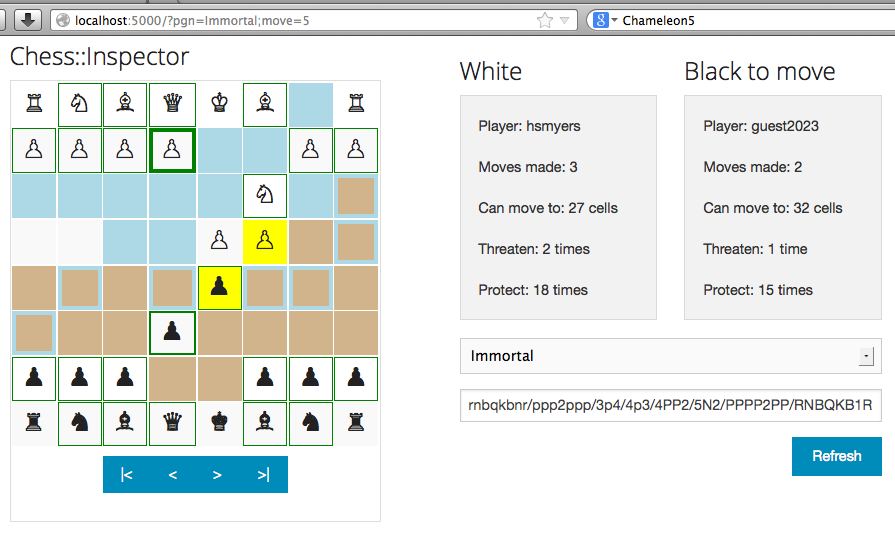 localhost:5000/?pgn=Immortal;move=5
Chameleon5
Chess::Inspector
White
Black to move
Player: hsmyers
Moves made: 3
Can move to: 27 cells
Threaten: 2 times
Protect: 18 times
Player: guest2023
Moves made: 2
Can move to: 32 cells
Threaten: 1 time
Protect: 15 times
Immortal
rnbqkbnr/ppp2ppp/3p4/4p3/4PP2/5N2/PPPP2PP/RNBQKB1R
|< < > >|
Refresh